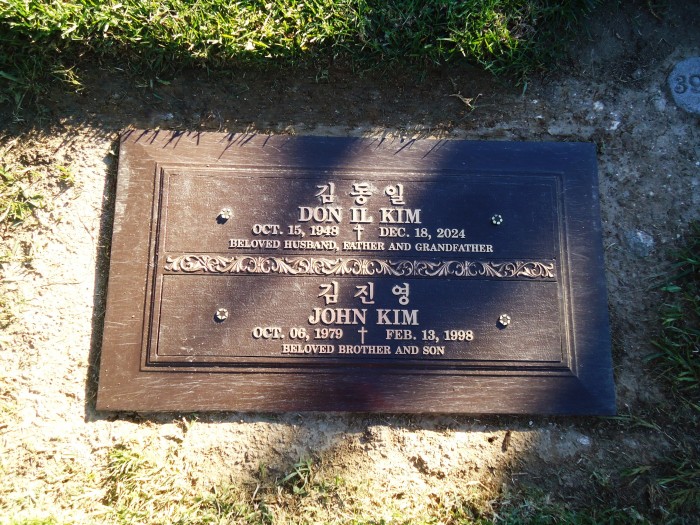 김동일
DON IL KIM
OCT. 15, 1948 † DEC. 18, 2024
BELOVED HUSBAND, FATHER AND GRANDFATHER
김진영
JOHN KIM
OCT. 06, 1979 † FEB. 13, 1998
BELOVED BROTHER AND SON